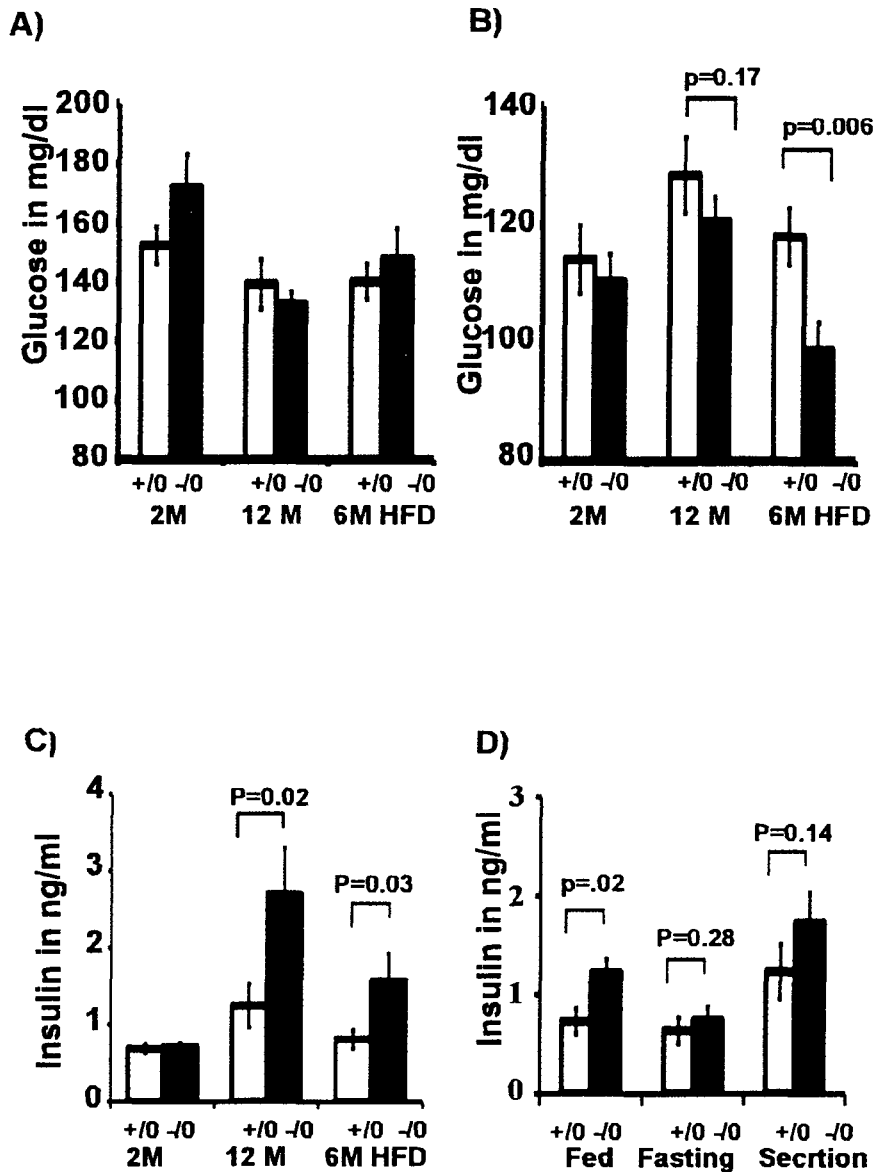 A)
Glucose in mg/dl
200
180
160
140
120
100
80
+/0 -/0 +/0 -/0 +/0 -/0
2M 12 M 6M HFD
B)
Glucose in mg/dl
140
120
100
80
p=0.17
p=0.006
+/0 -/0 +/0 -/0 +/0 -/0
2M 12 M 6M HFD
C)
Insulin in ng/ml
4
3
2
1
0
P=0.02
P=0.03
+/0 -/0 +/0 -/0 +/0 -/0
2M 12 M 6M HFD
D)
Insulin in ng/ml
3
2
1
0
p=.02
P=0.28
P=0.14
+/0 -/0 +/0 -/0 +/0 -/0
Fed Fasting Secrtion